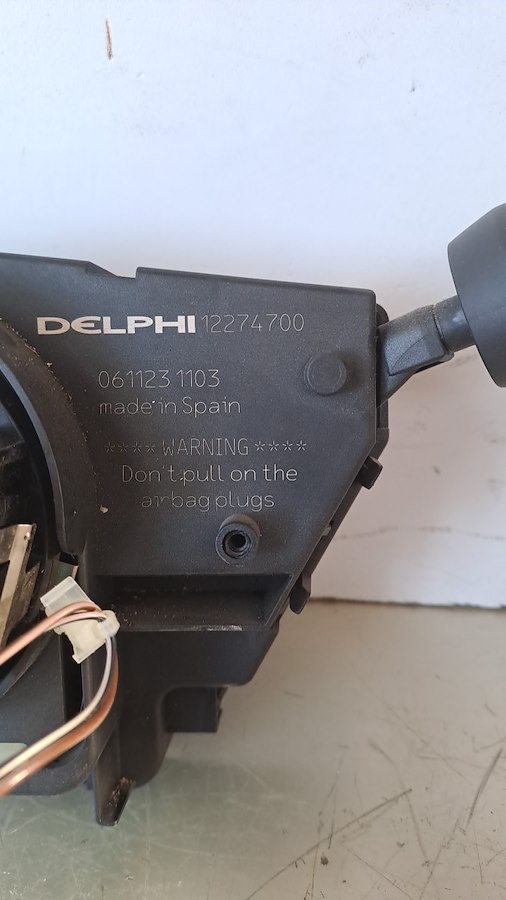 DELPHI 12274700
061123 1103
made in Spain
**** WARNING ****
Don't pull on the
airbag plugs